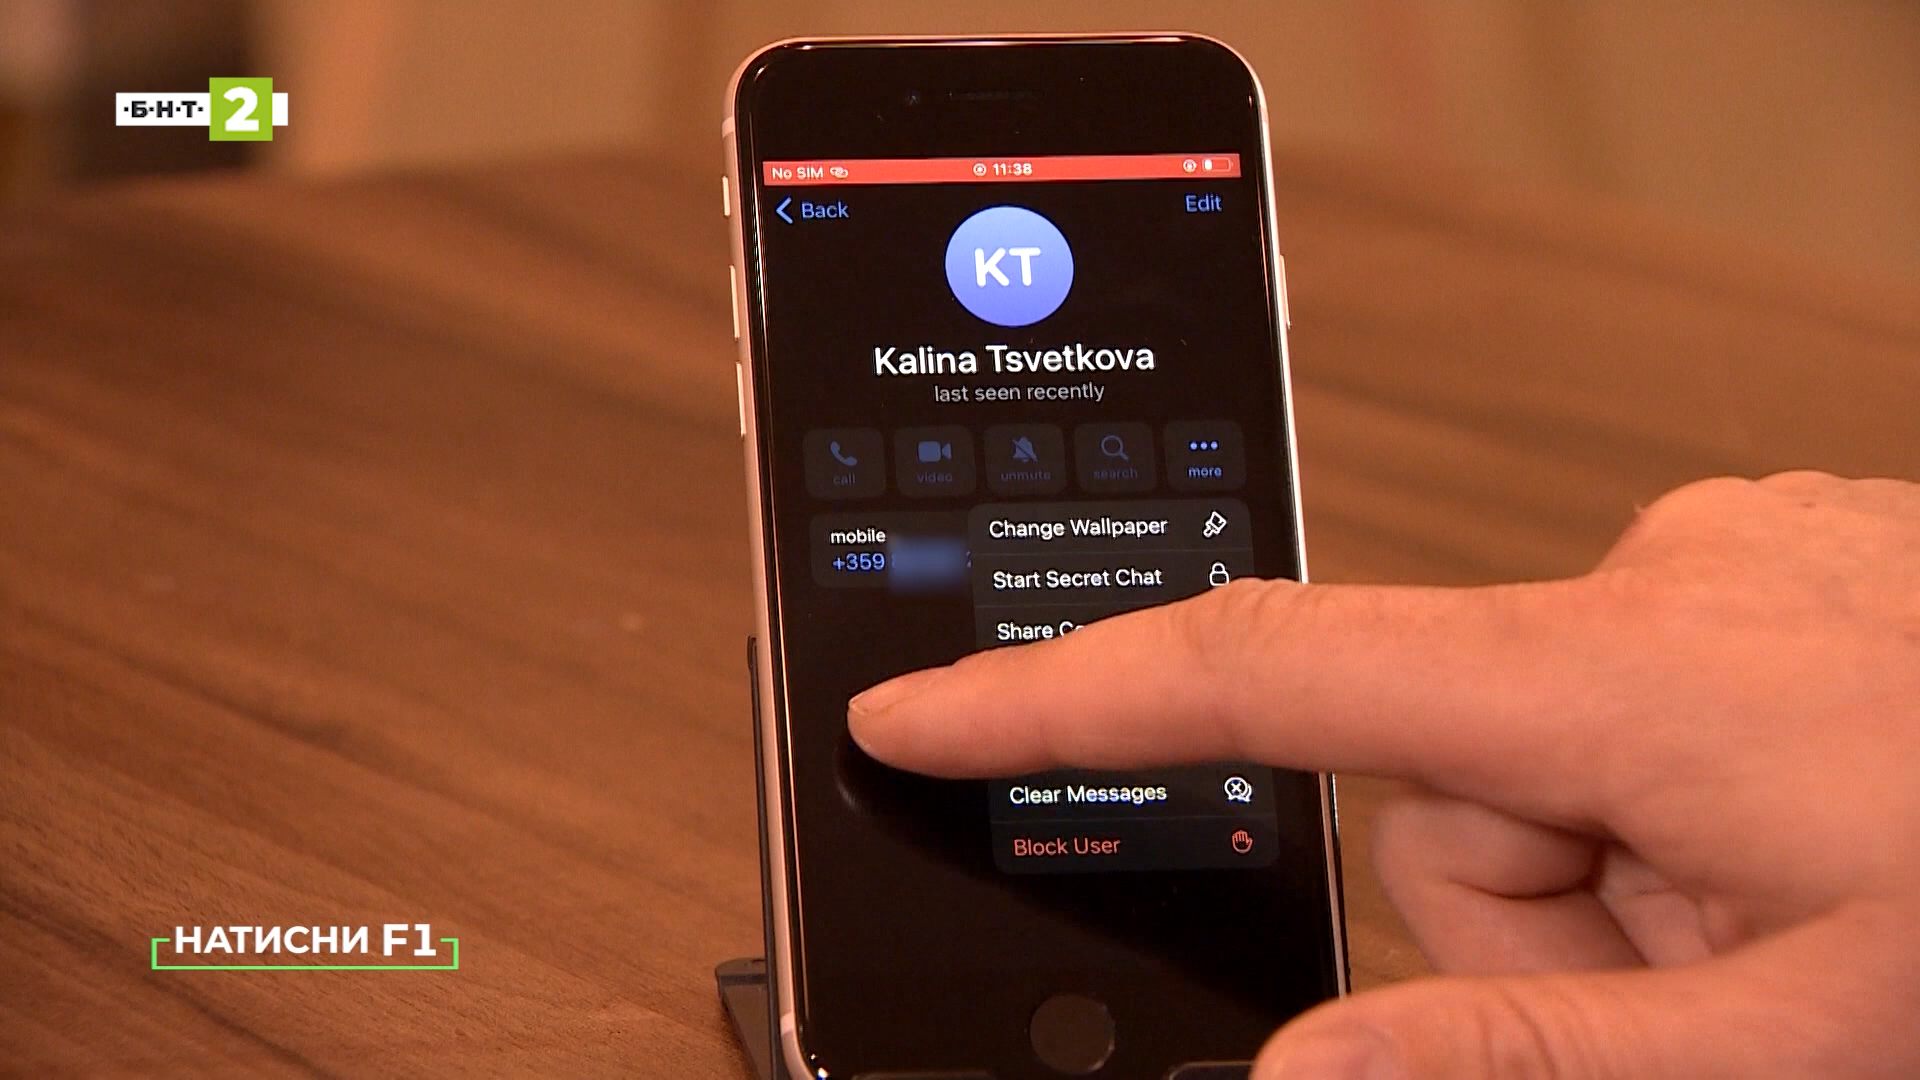 ·Б·Н·Т· 2
No SIM 11:38
Back
Edit
KT
Kalina Tsvetkova
last seen recently
call
video
unmute
search
more
mobile
+359
Change Wallpaper
Start Secret Chat
Share
Clear Messages
Block User
НАТИСНИ F1